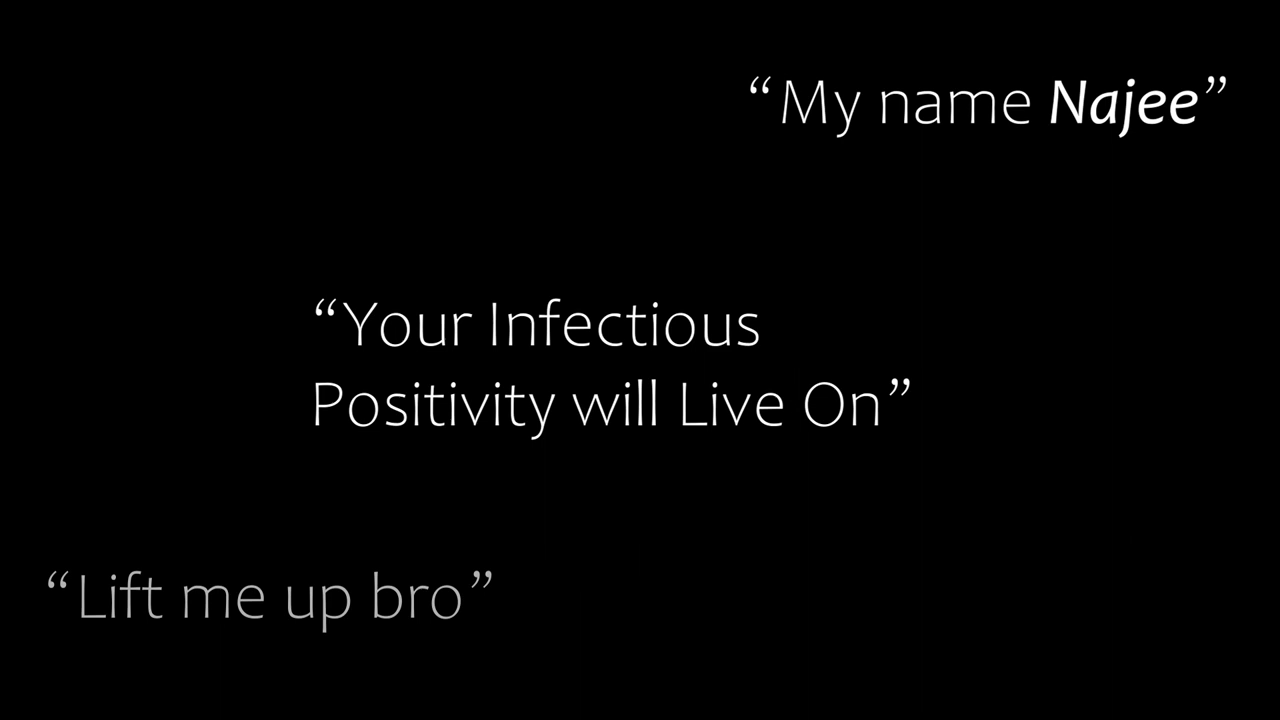 “My name Najee”
“Your Infectious
Positivity will Live On”
“Lift me up bro”